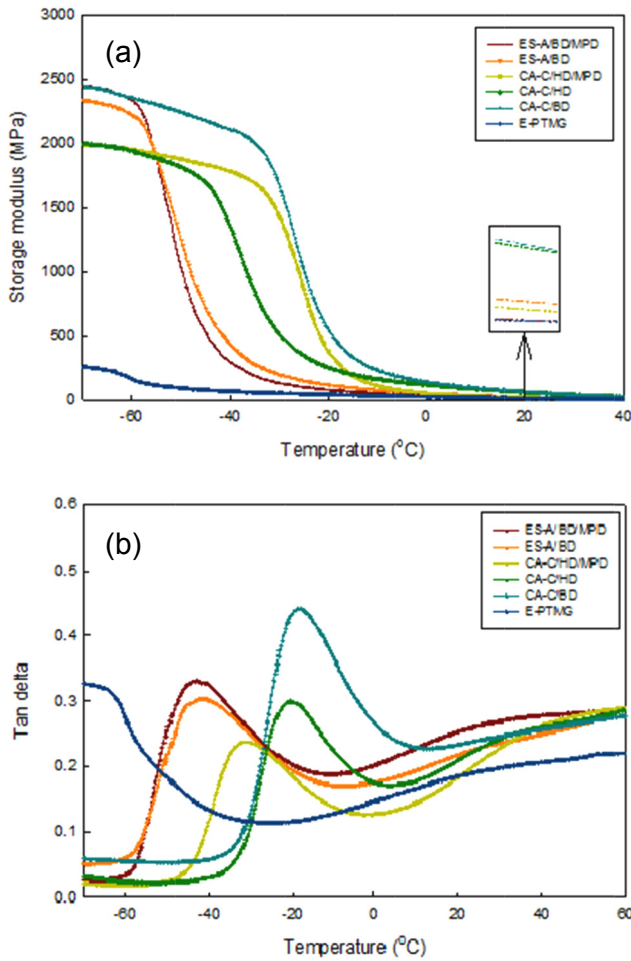 (a)
3000
2500
2000
1500
1000
500
0
Storage modulus (MPa)
ES-A/BD/MPD
ES-A/BD
CA-C/HD/MPD
CA-C/HD
CA-C/BD
E-PTMG
-60
-40
-20
0
20
40
Temperature (°C)
(b)
0.6
0.5
0.4
0.3
0.2
0.1
0.0
Tan delta
ES-A/BD/MPD
ES-A/BD
CA-C/HD/MPD
CA-C/HD
CA-C/BD
E-PTMG
-60
-40
-20
0
20
40
60
Temperature (°C)